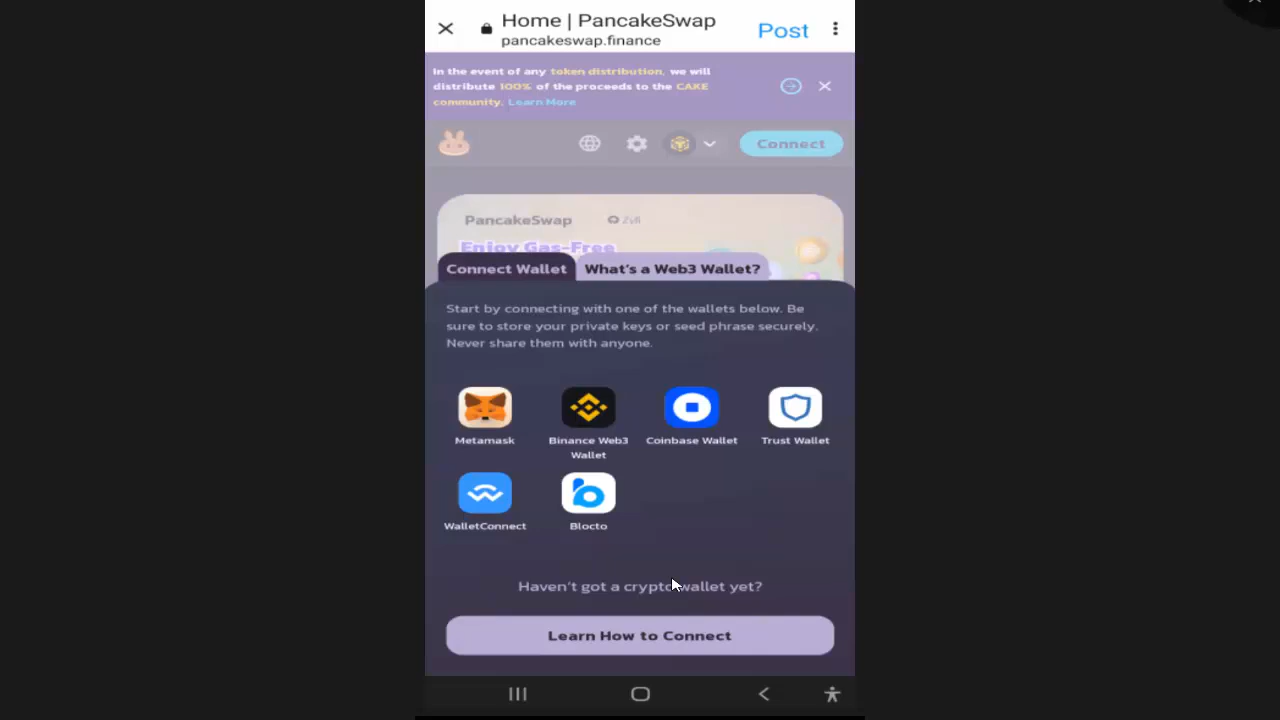 Home | PancakeSwap
pancakeswap.finance
Post
In the event of any token distribution, we will
distribute 100% of the proceeds to the CAKE
community. Learn More
Connect
PancakeSwap
Enjoy Gas-Free
Connect Wallet
What's a Web3 Wallet?
Start by connecting with one of the wallets below. Be
sure to store your private keys or seed phrase securely.
Never share them with anyone.
Metamask
Binance Web3
Wallet
Coinbase Wallet
Trust Wallet
WalletConnect
Blocto
Haven't got a crypto wallet yet?
Learn How to Connect